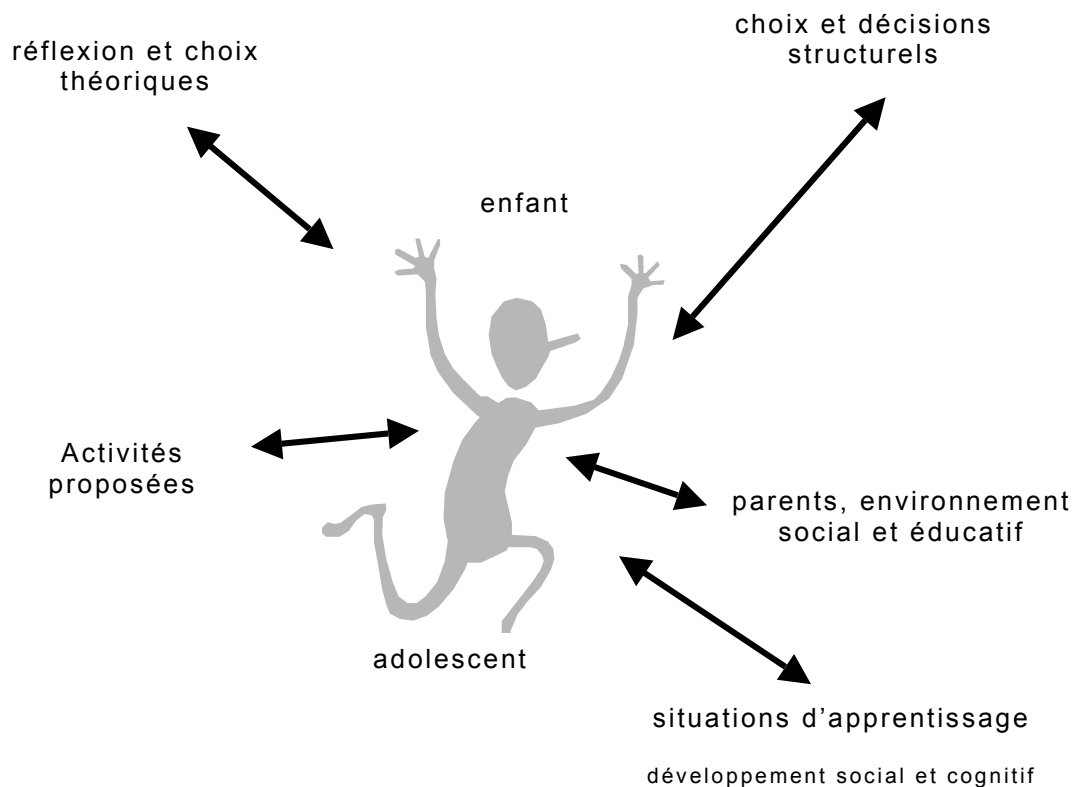 réflexion et choix
théoriques
choix et décisions
structurels
enfant
Activités
proposées
parents, environnement
social et éducatif
adolescent
situations d’apprentissage
développement social et cognitif